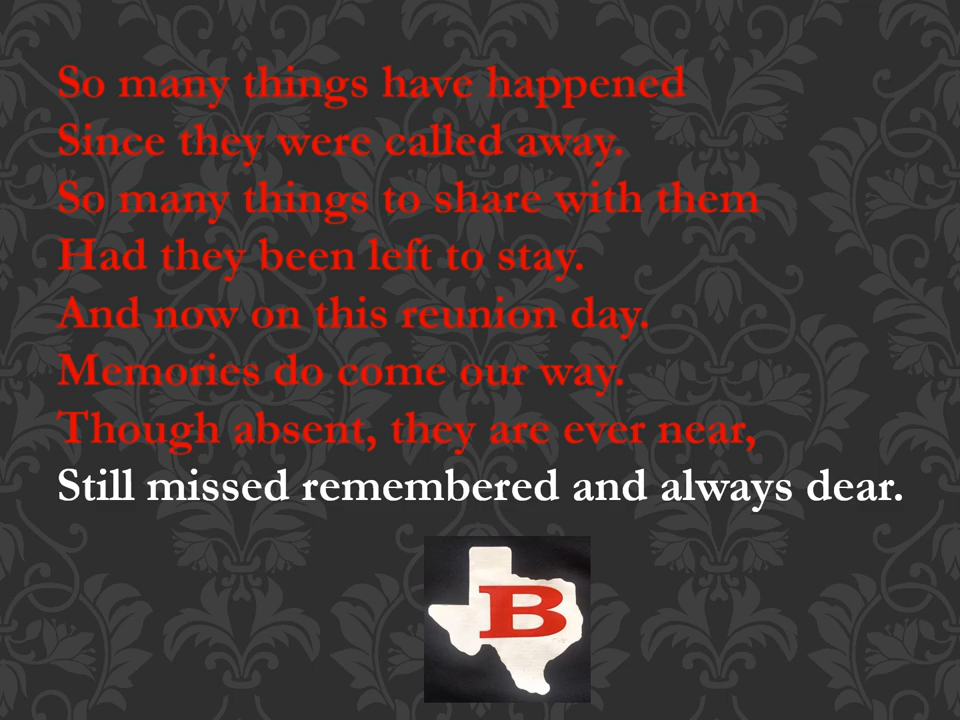 So many things have happened
Since they were called away.
So many things to share with them
Had they been left to stay.
And now on this reunion day.
Memories do come our way.
Though absent, they are ever near,
Still missed remembered and always dear.
B